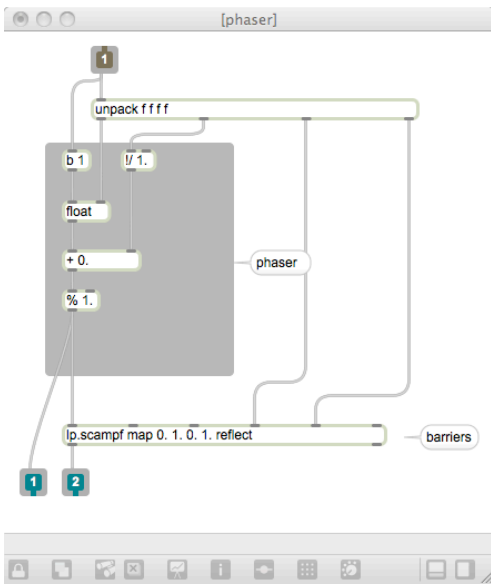 [phaser]
1
unpack f f f f
b 1
!/ 1.
float
+ 0.
phaser
% 1.
lp.scampf map 0. 1. 0. 1. reflect
barriers
1
2